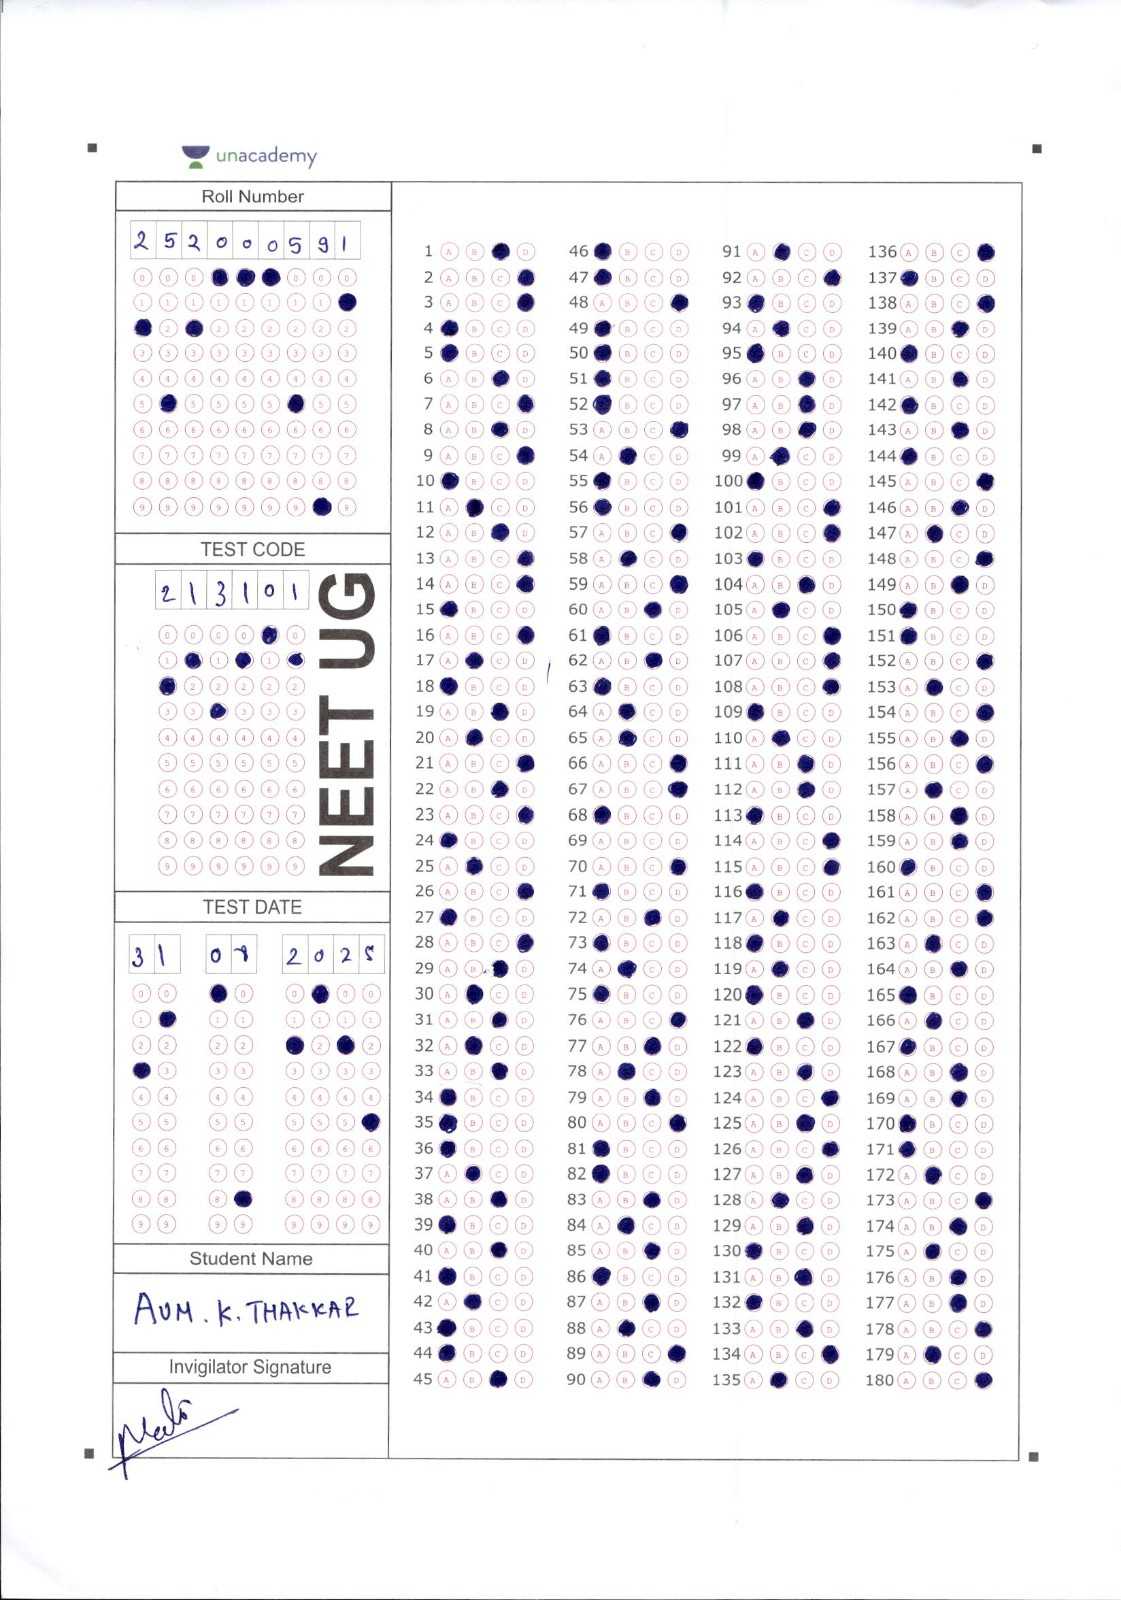 unacademy
Roll Number
2 5 2 0 0 0 5 9 1
TEST CODE
2 1 3 1 0 1
NEET UG
TEST DATE
3 1 0 8 2 0 2 5
Student Name
AUM. K. THAKKAR
Invigilator Signature
1 A B D 46 B C D 91 A C D 136 A B C
2 A B C 47 B C D 92 A B C 137 B C D
3 A B C 48 A B C 93 B C D 138 A B C
4 B C D 49 B C D 94 A C D 139 A B D
5 B C D 50 B C D 95 B C D 140 B C D
6 A B D 51 B C D 96 A B D 141 A B D
7 A B C 52 B C D 97 A B D 142 B C D
8 A B D 53 A B C 98 A B D 143 A B D
9 A B C 54 A C D 99 A C D 144 B C D
10 B C D 55 B C D 100 B C D 145 A B C
11 A C D 56 B C D 101 A B C 146 A B D
12 A B D 57 A B C 102 A B C 147 A C D
13 A B C 58 A C D 103 B C D 148 A B C
14 A B C 59 A B C 104 A B D 149 A B D
15 B C D 60 A B D 105 A C D 150 B C D
16 A B C 61 B C D 106 A B C 151 B C D
17 A C D 62 A B D 107 A B C 152 A B C
18 B C D 63 B C D 108 A B C 153 A C D
19 A B D 64 A C D 109 B C D 154 A B C
20 A C D 65 A C D 110 A C D 155 A B D
21 A B C 66 A B C 111 A B D 156 A B C
22 A B D 67 A B C 112 A B D 157 A C D
23 A B C 68 B C D 113 B C D 158 A B D
24 B C D 69 A B C D 114 A B C 159 A B D
25 A C D 70 A B C 115 A B C 160 B C D
26 A B C 71 B C D 116 B C D 161 A B C
27 B C D 72 A B D 117 A C D 162 A B C
28 A B C 73 B C D 118 B C D 163 A C D
29 A B D 74 A C D 119 A C D 164 A B D
30 A C D 75 B C D 120 B C D 165 B C D
31 A B D 76 A B C 121 A B D 166 A C D
32 A C D 77 A B D 122 B C D 167 B C D
33 A B D 78 A C D 123 A B D 168 A B D
34 B C D 79 A B D 124 A B C 169 A B D
35 B C D 80 A B C 125 A B D 170 B C D
36 B C D 81 B C D 126 A B C 171 B C D
37 A C D 82 B C D 127 A B D 172 A C D
38 A B D 83 A B D 128 A C D 173 A B C
39 B C D 84 A C D 129 A B D 174 A B D
40 A B D 85 A B D 130 B C D 175 A C D
41 B C D 86 B C D 131 A B D 176 A B D
42 A C D 87 A B D 132 B C D 177 A B D
43 B C D 88 A C D 133 A B D 178 A B C
44 B C D 89 A B C 134 A B C 179 A C D
45 A B D 90 A B D 135 A C D 180 A B C